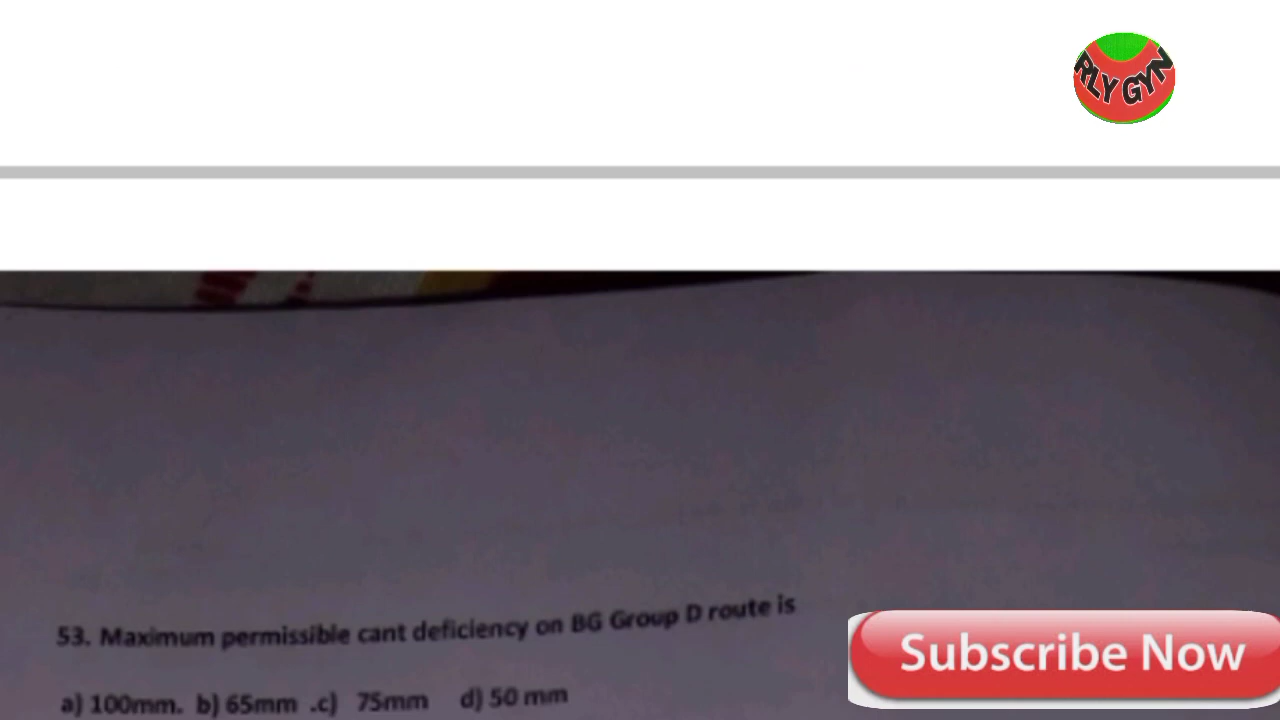 RLY GYN
53. Maximum permissible cant deficiency on BG Group D route is
a) 100mm. b) 65mm .c) 75mm d) 50 mm
Subscribe Now